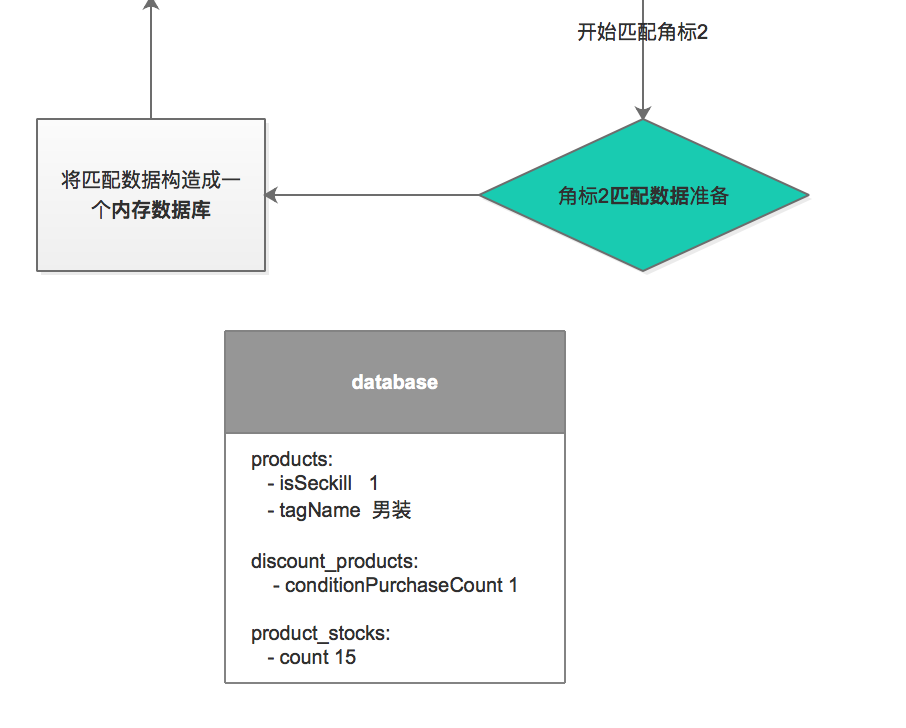 开始匹配角标2
将匹配数据构造成一
个内存数据库
角标2匹配数据准备
database
products:
- isSeckill 1
- tagName 男装
discount_products:
- conditionPurchaseCount 1
product_stocks:
- count 15